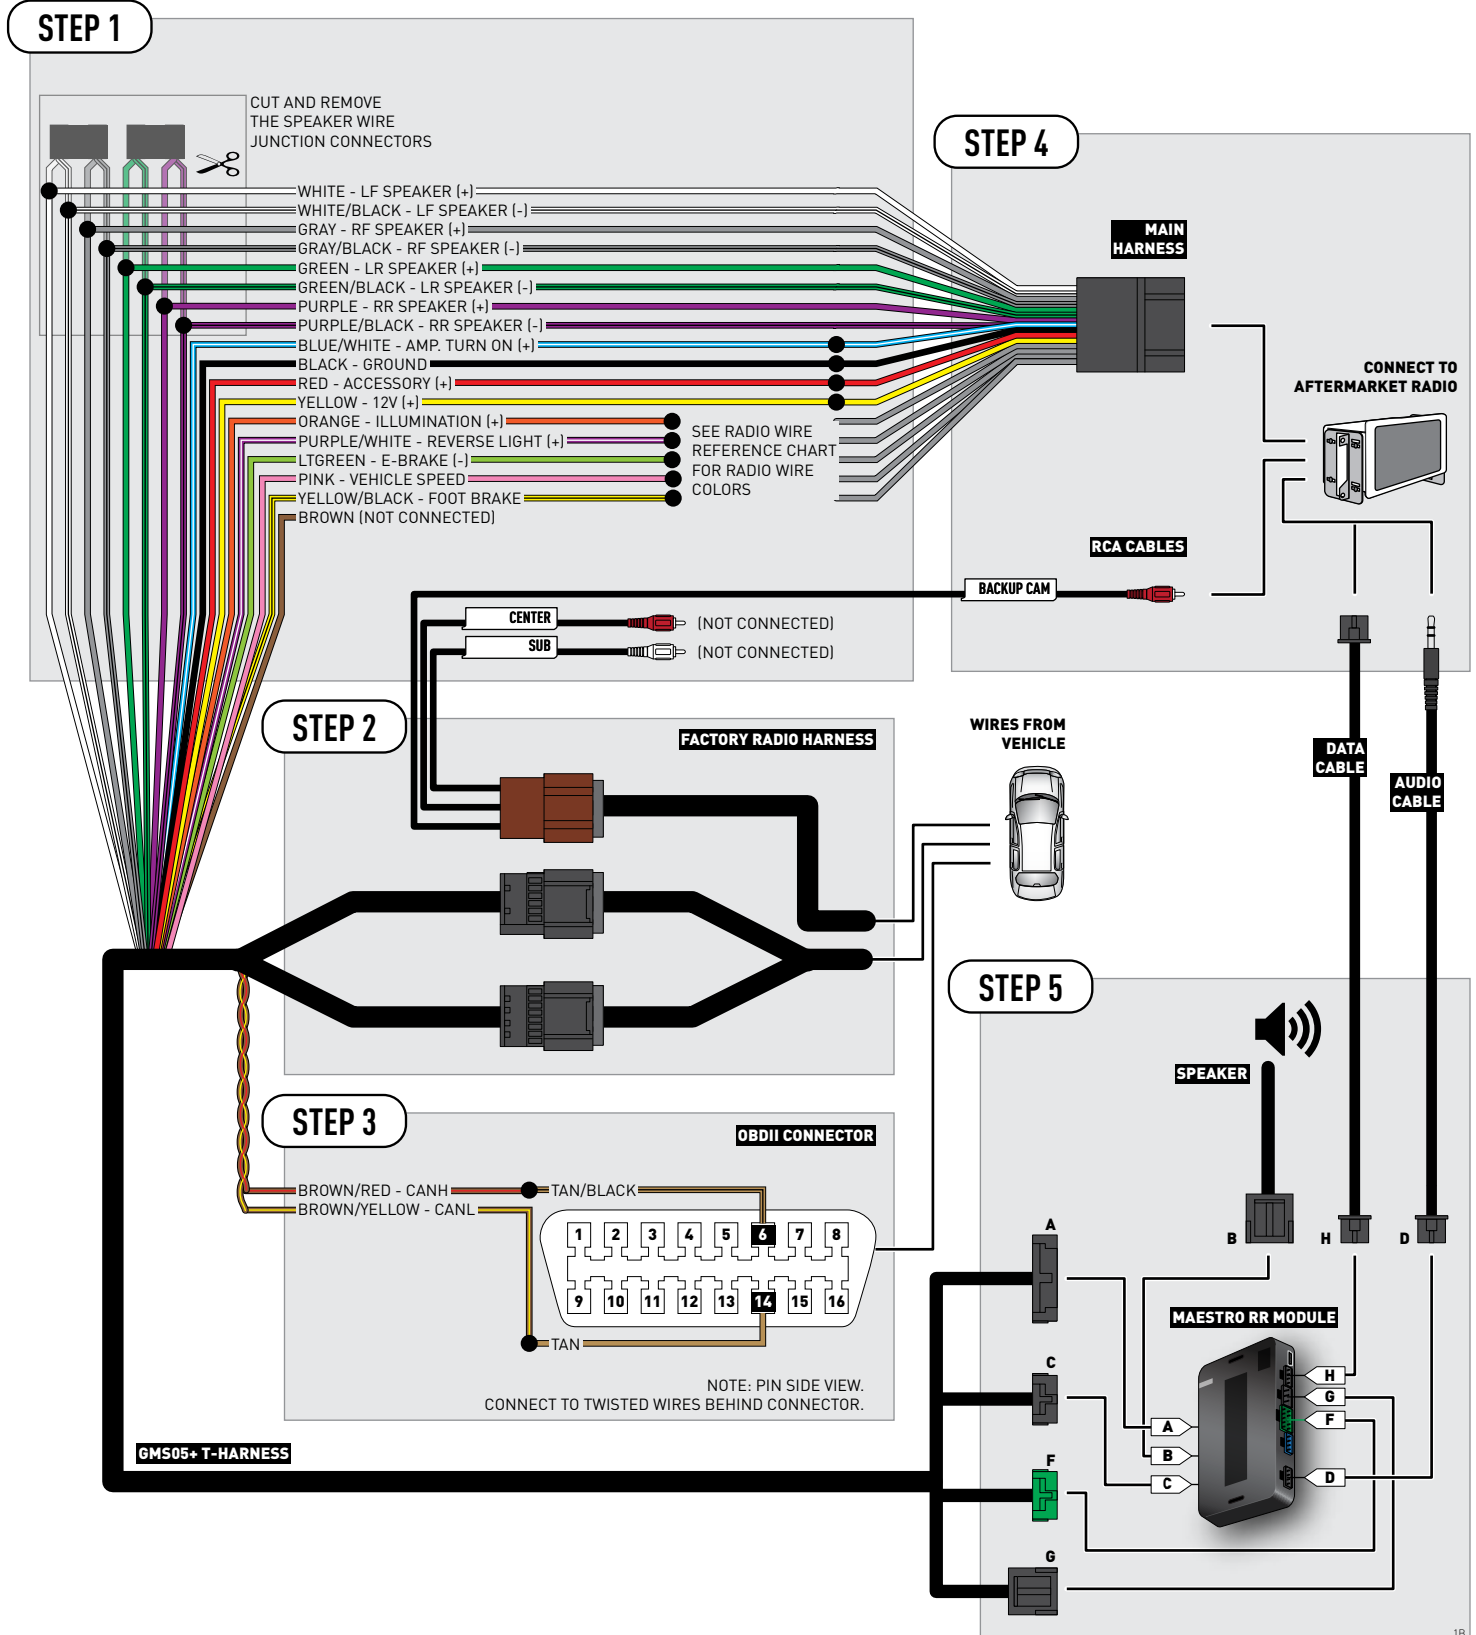 STEP 1
CUT AND REMOVE
THE SPEAKER WIRE
JUNCTION CONNECTORS
WHITE - LF SPEAKER (+)
WHITE/BLACK - LF SPEAKER (-)
GRAY - RF SPEAKER (+)
GRAY/BLACK - RF SPEAKER (-)
GREEN - LR SPEAKER (+)
GREEN/BLACK - LR SPEAKER (-)
PURPLE - RR SPEAKER (+)
PURPLE/BLACK - RR SPEAKER (-)
BLUE/WHITE - AMP. TURN ON (+)
BLACK - GROUND
RED - ACCESSORY (+)
YELLOW - 12V (+)
ORANGE - ILLUMINATION (+)
PURPLE/WHITE - REVERSE LIGHT (+)
LTGREEN - E-BRAKE (-)
PINK - VEHICLE SPEED
YELLOW/BLACK - FOOT BRAKE
BROWN (NOT CONNECTED)
SEE RADIO WIRE
REFERENCE CHART
FOR RADIO WIRE
COLORS
STEP 4
MAIN
HARNESS
CONNECT TO
AFTERMARKET RADIO
RCA CABLES
BACKUP CAM
CENTER
(NOT CONNECTED)
SUB
(NOT CONNECTED)
DATA
CABLE
AUDIO
CABLE
STEP 2
FACTORY RADIO HARNESS
WIRES FROM
VEHICLE
STEP 3
OBDII CONNECTOR
BROWN/RED - CANH
TAN/BLACK
BROWN/YELLOW - CANL
1 2 3 4 5 6 7 8
9 10 11 12 13 14 15 16
TAN
NOTE: PIN SIDE VIEW.
CONNECT TO TWISTED WIRES BEHIND CONNECTOR.
GMS05+ T-HARNESS
STEP 5
SPEAKER
A
B
H
D
MAESTRO RR MODULE
C
F
G
A
B
C
H
G
F
D
1B